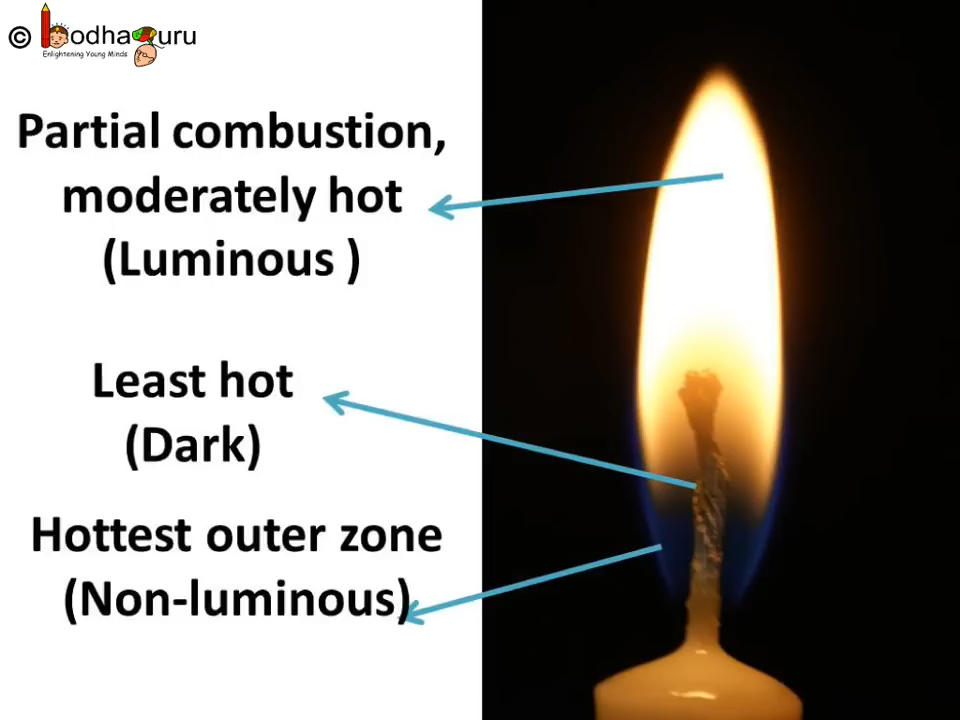 © BodhaGuru
Enlightening Young Minds
Partial combustion,
moderately hot
(Luminous )
Least hot
(Dark)
Hottest outer zone
(Non-luminous)